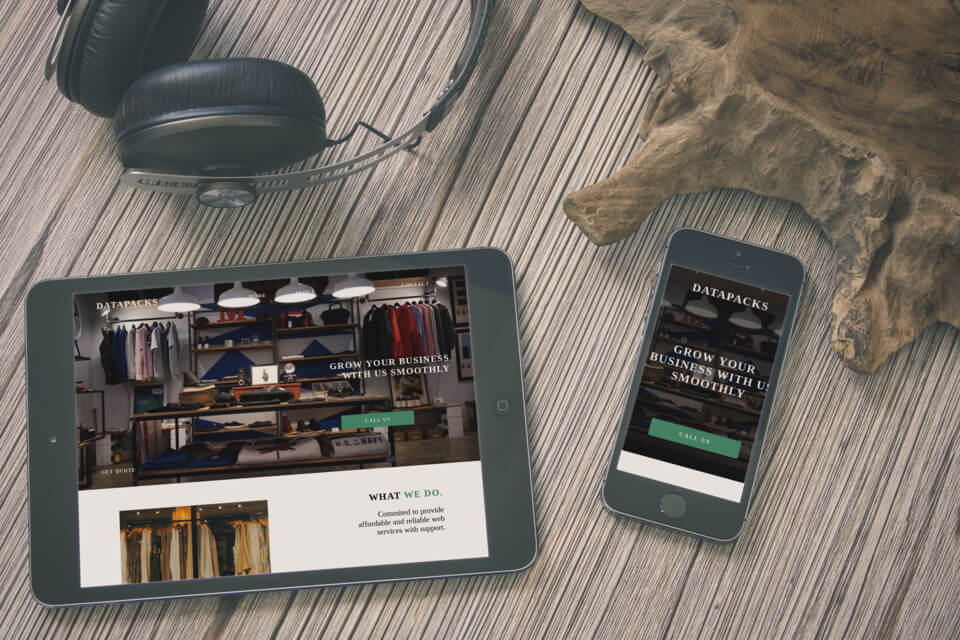 DATAPACKS
GROW YOUR BUSINESS
WITH US SMOOTHLY
CALL US
U.S. NAVY
GET QUOTE
WHAT WE DO.
Commited to provide
affordable and reliable web
services with support.
DATAPACKS
GROW YOUR
BUSINESS WITH US
SMOOTHLY
CALL US